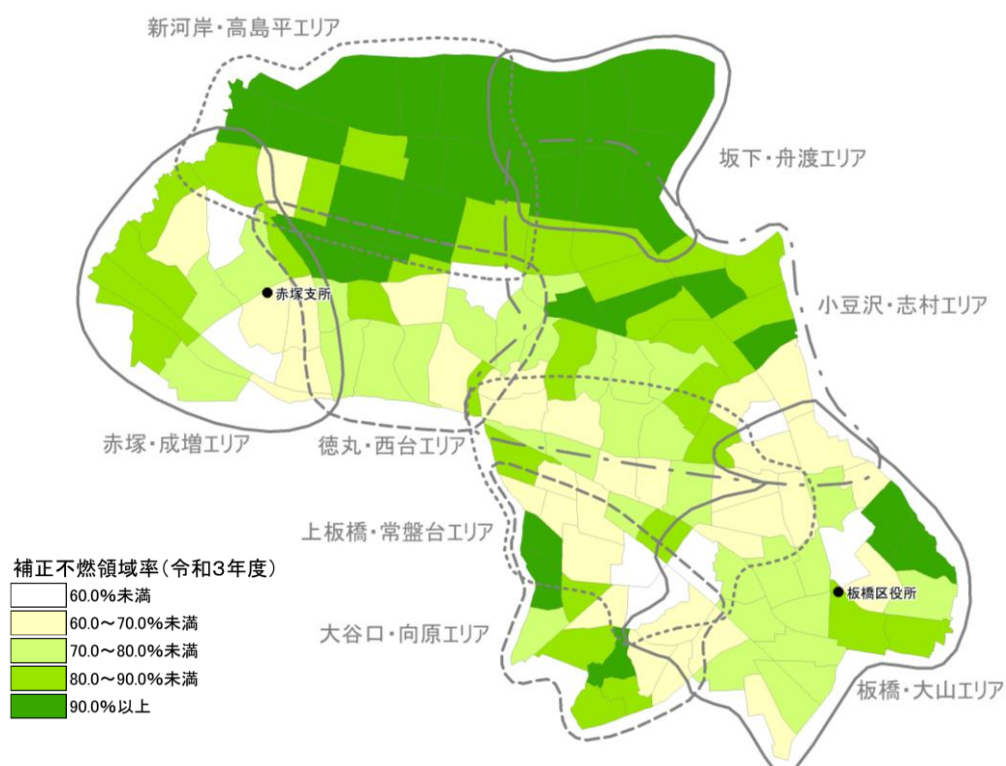 新河岸・高島平エリア
坂下・舟渡エリア
赤塚支所
小豆沢・志村エリア
赤塚・成増エリア
徳丸・西台エリア
上板橋・常盤台エリア
補正不燃領域率(令和3年度)
60.0%未満
60.0～70.0%未満
70.0～80.0%未満
80.0～90.0%未満
90.0%以上
板橋区役所
大谷口・向原エリア
板橋・大山エリア